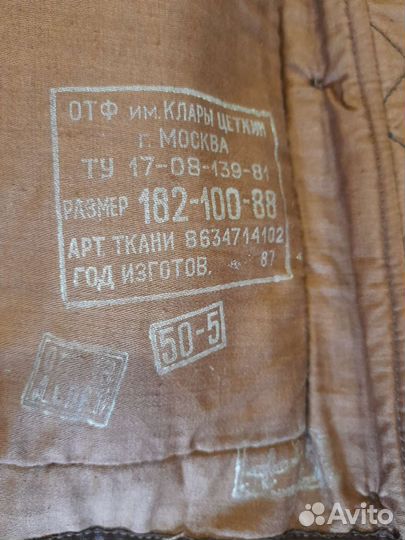 ОТФ им. КЛАРЫ ЦЕТКИН
г. МОСКВА
ТУ 17-08-139-81
РАЗМЕР 182-100-88
АРТ. ТКАНИ 8634714102
ГОД ИЗГОТОВ. 87
50-5
Avito